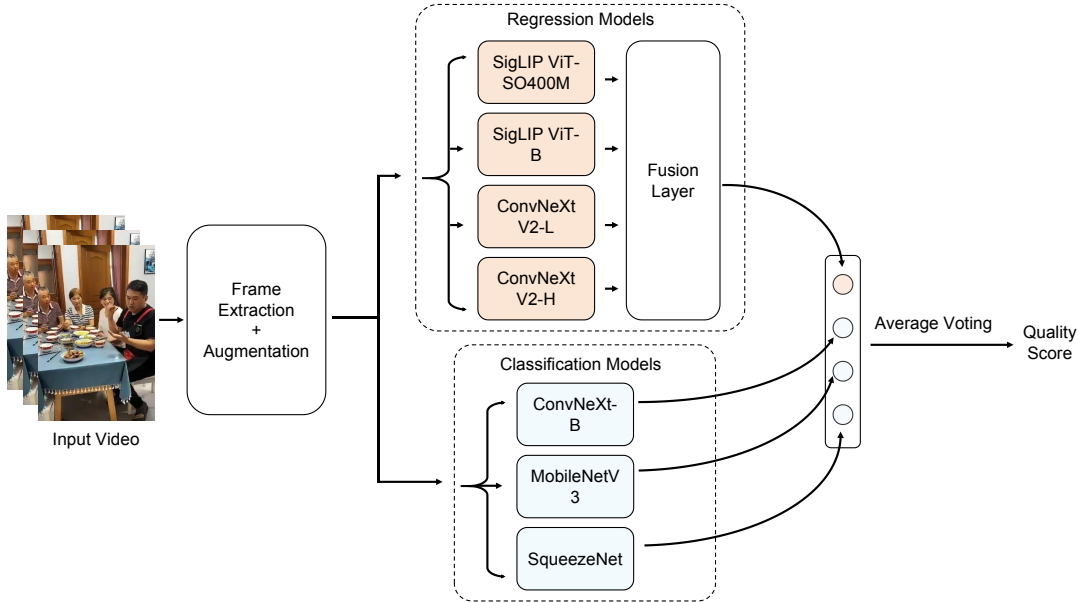 Regression Models
SigLIP ViT-
SO400M
SigLIP ViT-
B
ConvNeXt
V2-L
ConvNeXt
V2-H
Fusion
Layer
Frame
Extraction
+
Augmentation
Input Video
Classification Models
ConvNeXt-
B
MobileNetV
3
SqueezeNet
Average Voting
Quality
Score